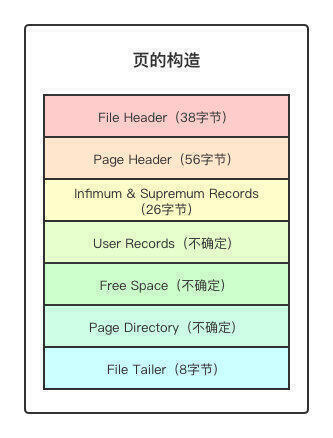 页的构造
File Header（38字节）
Page Header（56字节）
Infimum & Supremum Records
（26字节）
User Records（不确定）
Free Space（不确定）
Page Directory（不确定）
File Tailer（8字节）